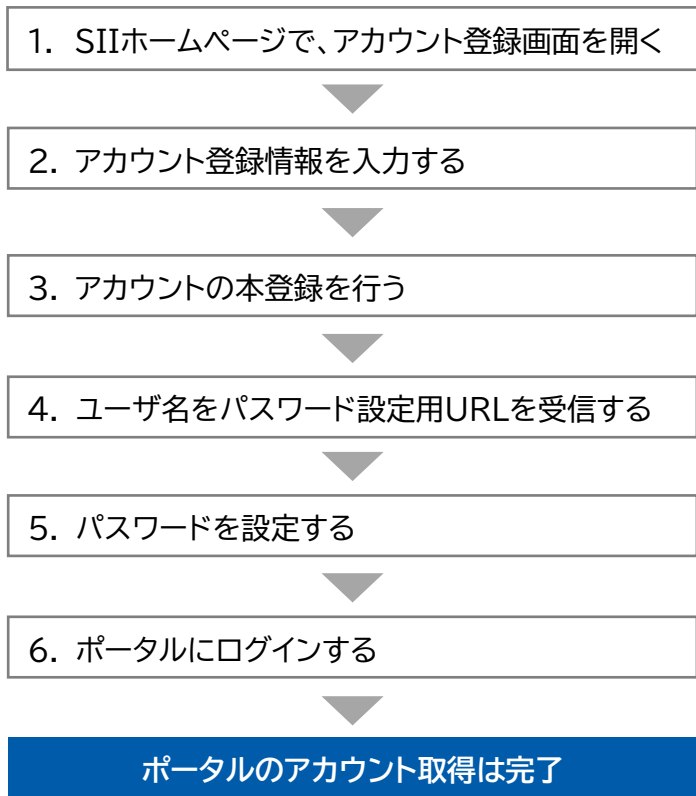 1. SIIホームページで、アカウント登録画面を開く
2. アカウント登録情報を入力する
3. アカウントの本登録を行う
4. ユーザ名をパスワード設定用URLを受信する
5. パスワードを設定する
6. ポータルにログインする
ポータルのアカウント取得は完了